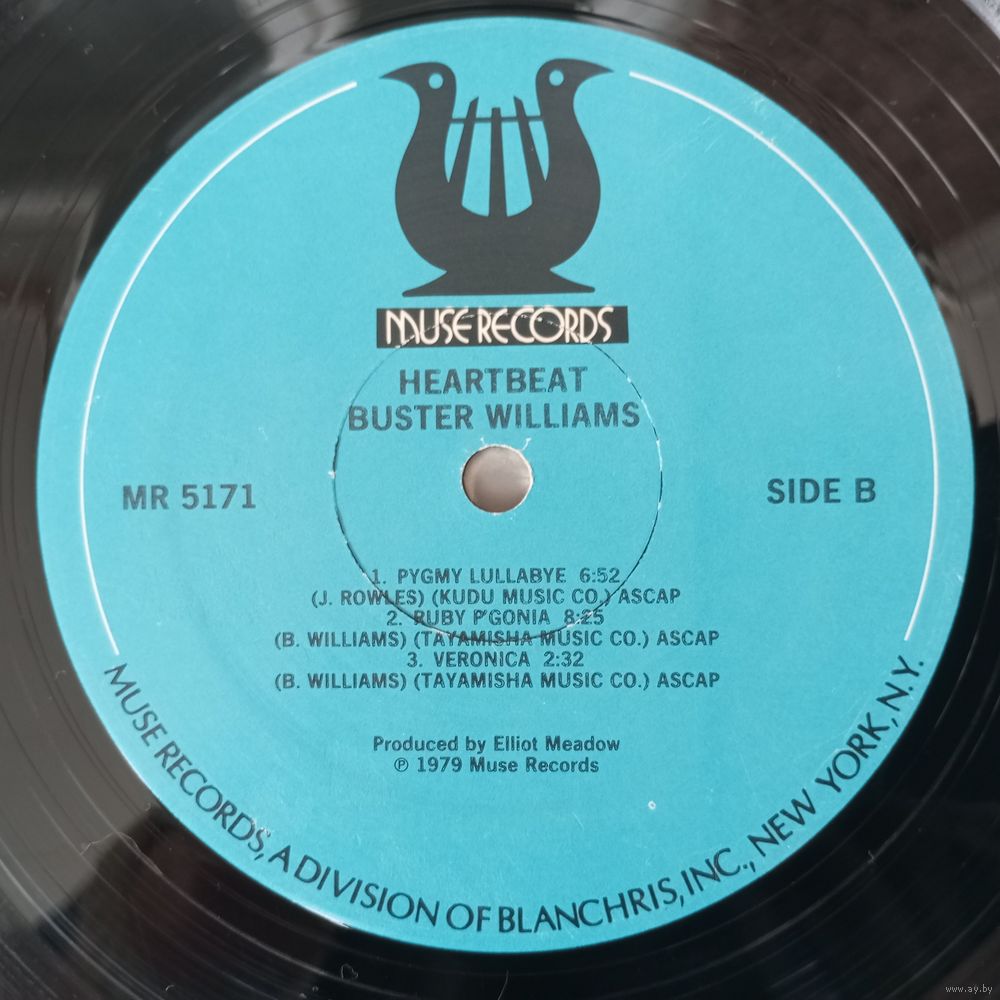 MUSE RECORDS
HEARTBEAT
BUSTER WILLIAMS
MR 5171
SIDE B
1. PYGMY LULLABYE 6:52
(J. ROWLES) (KUDU MUSIC CO.) ASCAP
2. RUBY P'GONIA 8:25
(B. WILLIAMS) (TAYAMISHA MUSIC CO.) ASCAP
3. VERONICA 2:32
(B. WILLIAMS) (TAYAMISHA MUSIC CO.) ASCAP
Produced by Elliot Meadow
℗ 1979 Muse Records
MUSE RECORDS, A DIVISION OF BLANCHRIS, INC., NEW YORK, N.Y.
www.ay.by